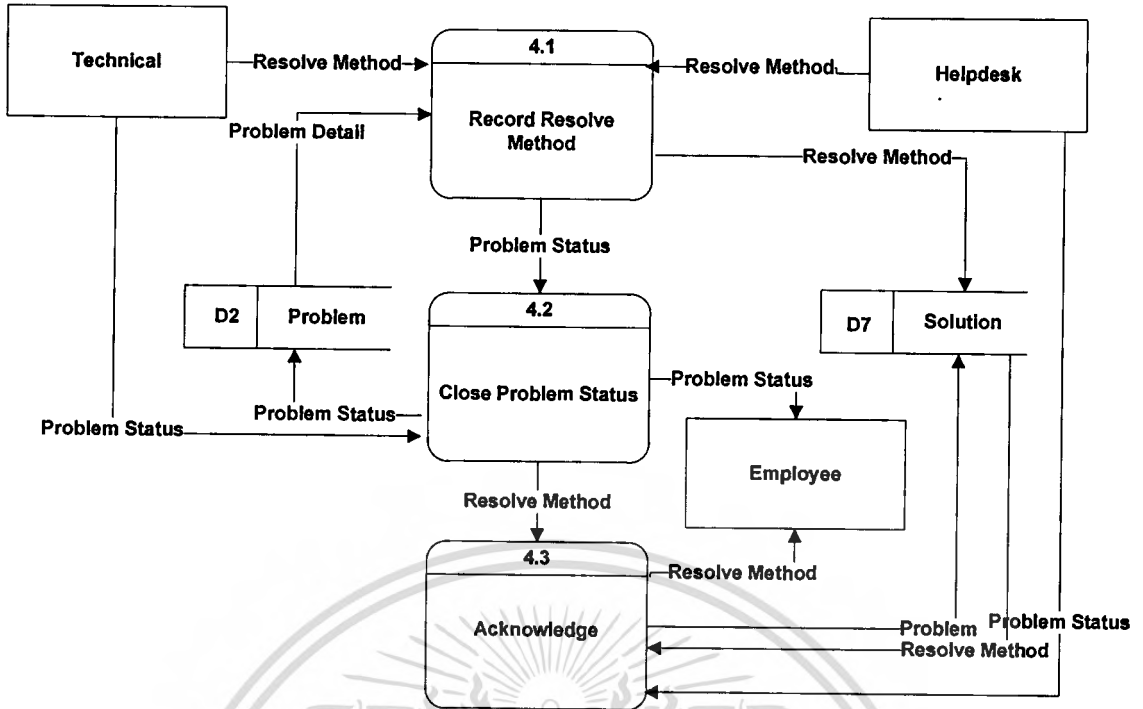 Technical
Resolve Method
4.1
Resolve Method
Helpdesk
Problem Detail
Record Resolve
Method
Resolve Method
Problem Status
D2
Problem
4.2
D7
Solution
Close Problem Status
Problem Status
Problem Status
Problem Status
Employee
Resolve Method
4.3
Resolve Method
Acknowledge
Problem
Problem Status
Resolve Method